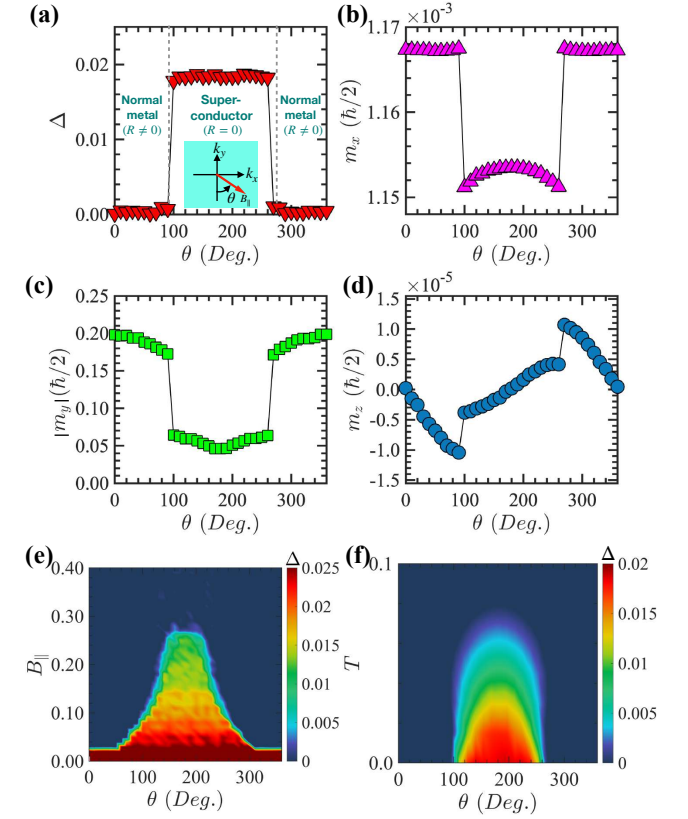 (a)
Δ
0.02
0.01
0.00
Normal metal (R ≠ 0)
Super-conductor (R = 0)
Normal metal (R ≠ 0)
k_y
k_x
θ
B_∥
0 100 200 300
θ (Deg.)
(b)
×10⁻³
m_x (ħ/2)
1.17
1.16
1.15
0 100 200 300
θ (Deg.)
(c)
|m_y|(ħ/2)
0.25
0.20
0.15
0.10
0.05
0.00
0 100 200 300
θ (Deg.)
(d)
×10⁻⁵
m_z (ħ/2)
1.5
1.0
0.5
0.0
-0.5
-1.0
-1.5
0 100 200 300
θ (Deg.)
(e)
B_∥
0.40
0.30
0.20
0.10
0.00
0 100 200 300
θ (Deg.)
Δ
0.025
0.02
0.015
0.01
0.005
0
(f)
T
0.1
0.0
0 100 200 300
θ (Deg.)
Δ
0.02
0.015
0.01
0.005
0